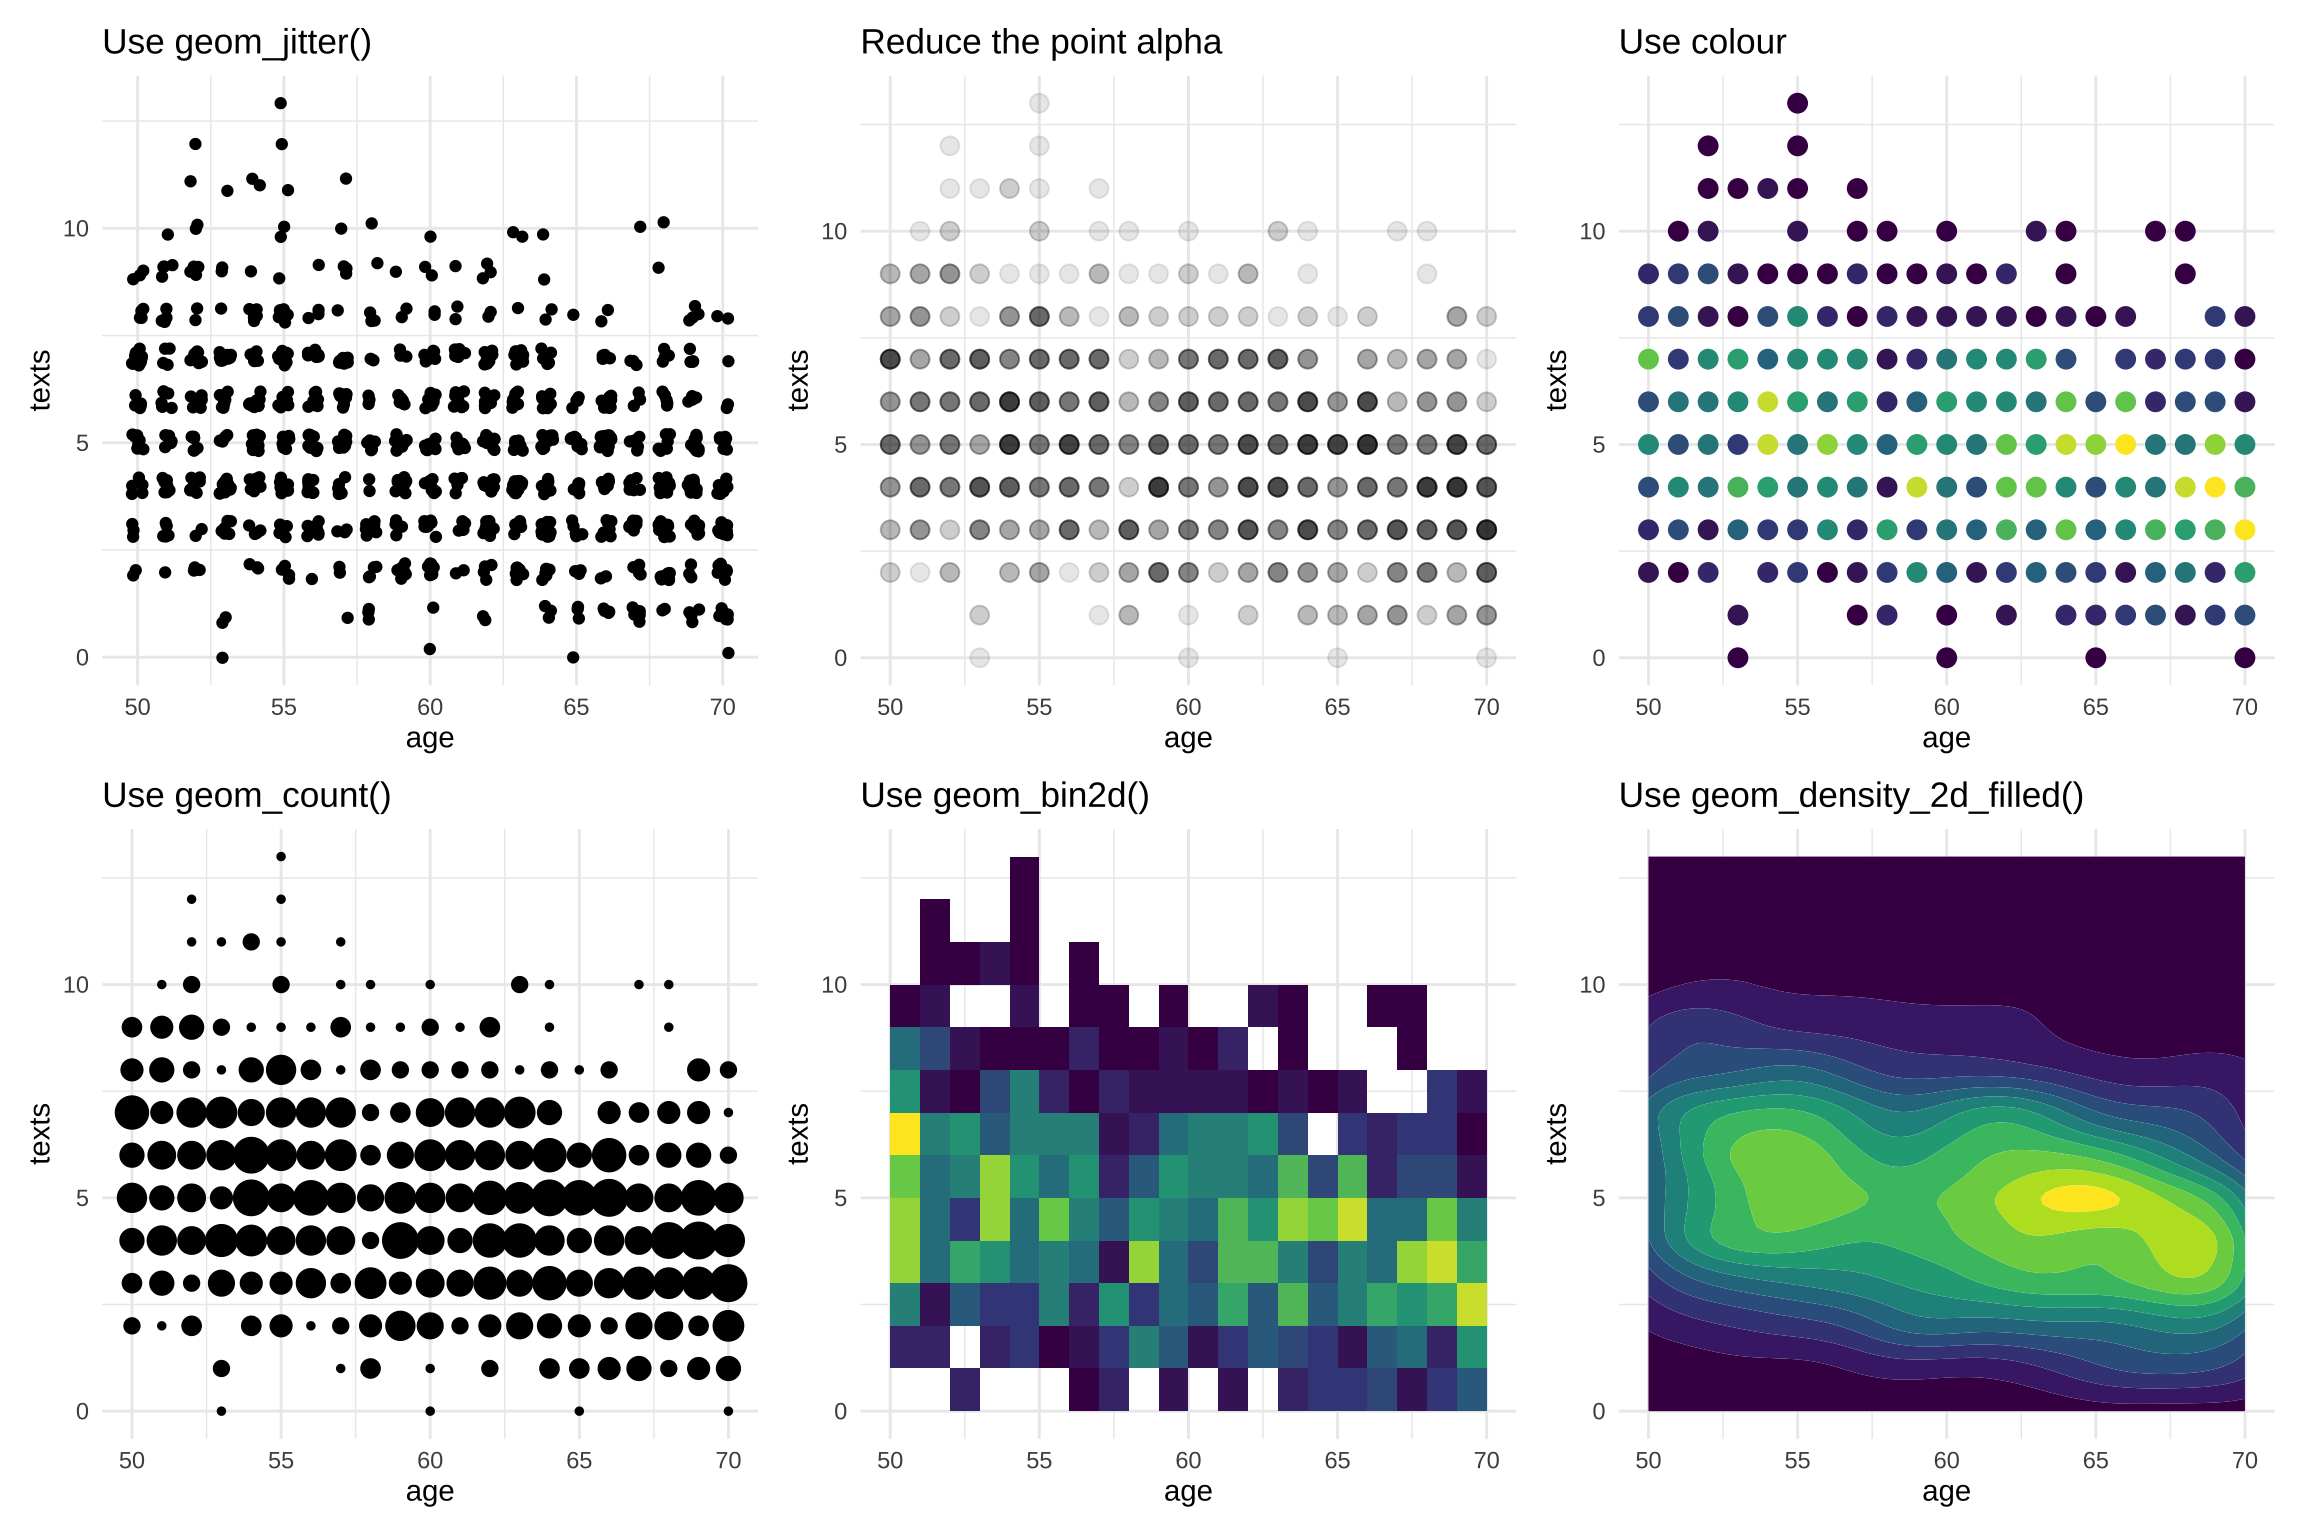 Use geom_jitter()
10
5
0
texts
50 55 60 65 70
age
Reduce the point alpha
10
5
0
texts
50 55 60 65 70
age
Use colour
10
5
0
texts
50 55 60 65 70
age
Use geom_count()
10
5
0
texts
50 55 60 65 70
age
Use geom_bin2d()
10
5
0
texts
50 55 60 65 70
age
Use geom_density_2d_filled()
10
5
0
texts
50 55 60 65 70
age